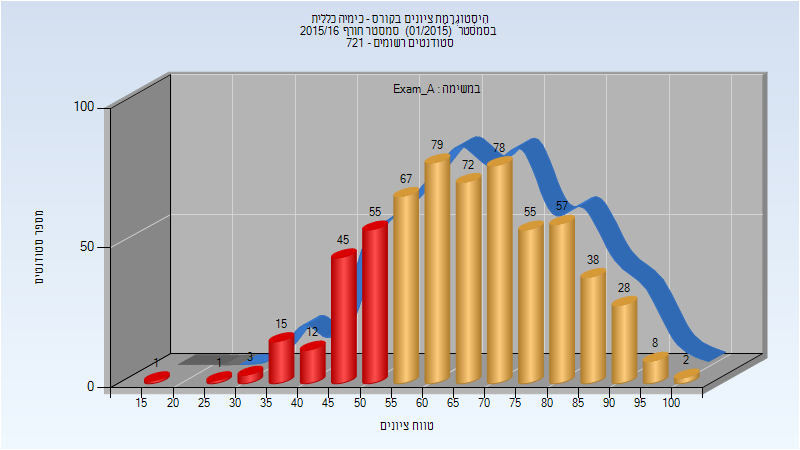 היסטוגרמת ציונים בקורס - כימיה כללית
בסמסטר (01/2015) סמסטר חורף 2015/16
סטודנטים רשומים - 721
במשימה : Exam_A
מספר סטודנטים
100
50
0
1
1
3
15
12
45
55
67
79
72
78
55
57
38
28
8
2
15 20 25 30 35 40 45 50 55 60 65 70 75 80 85 90 95 100
טווח ציונים